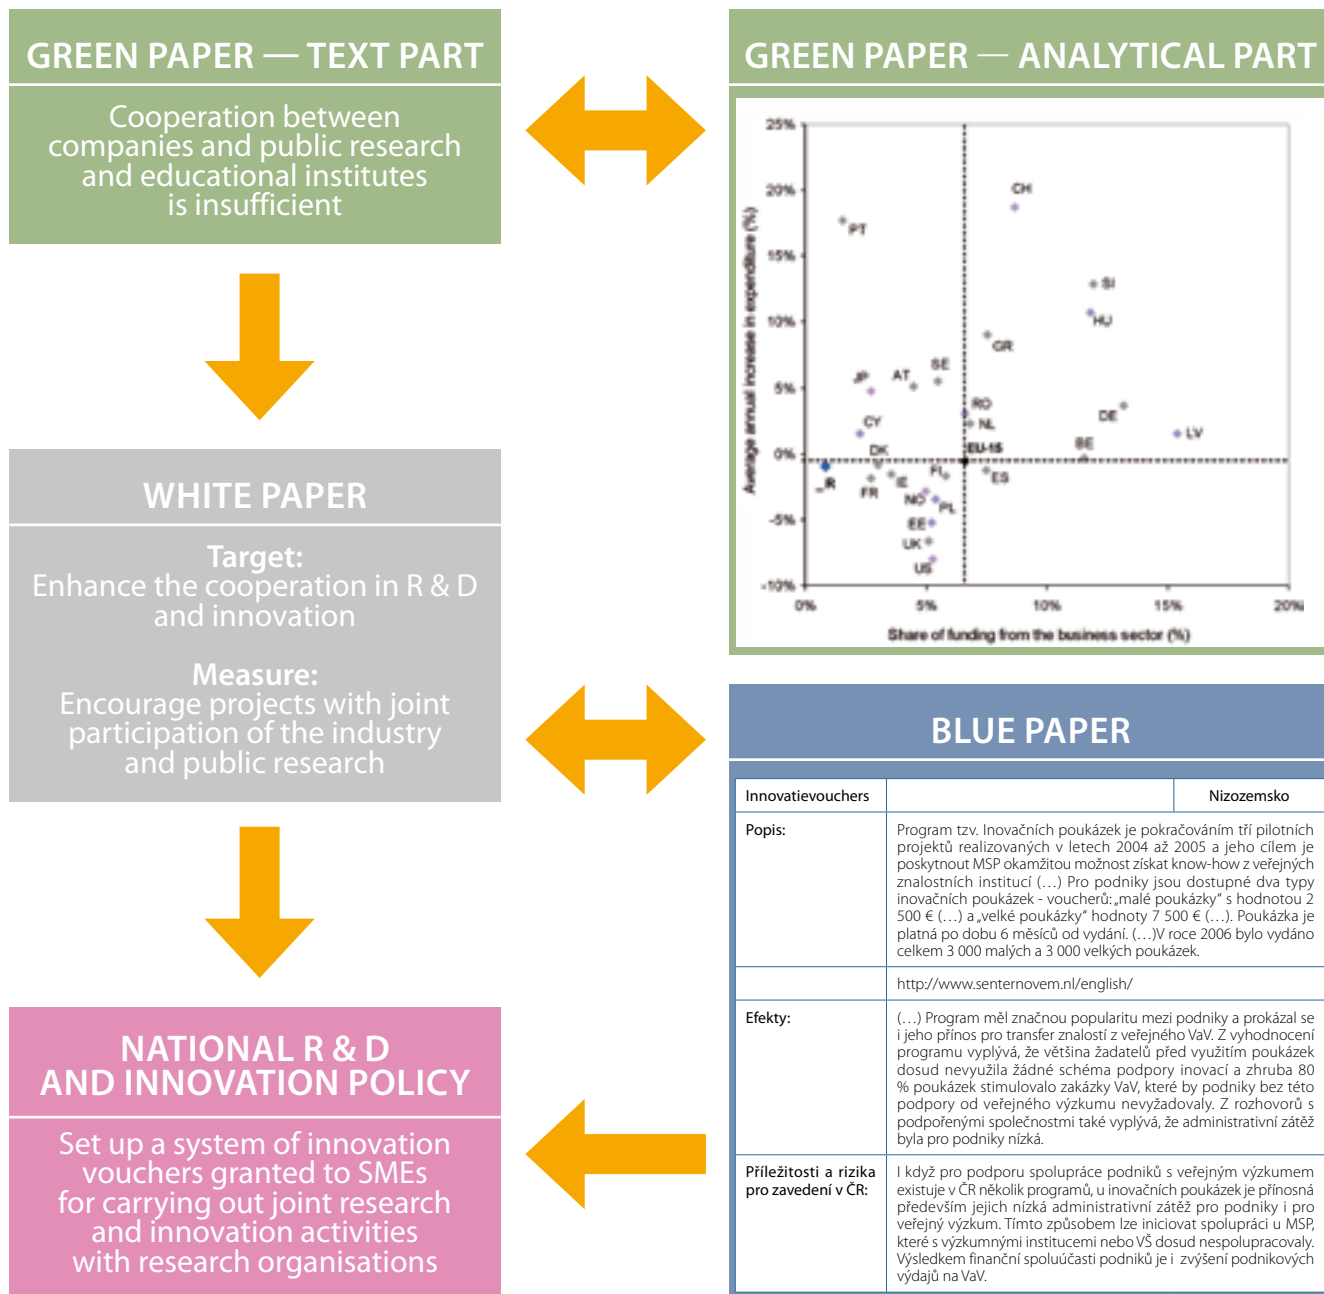 GREEN PAPER — TEXT PART
Cooperation between
companies and public research
and educational institutes
is insufficient
GREEN PAPER — ANALYTICAL PART
Average annual increase in expenditure (%)
25%
20%
15%
10%
5%
0%
-5%
-10%
CH
PT
SI
HU
GR
SE
AT
JP
RO
NL
DE
CY
LV
BE
DK
EU-15
_R
FR
IE
FI
ES
NO
PL
EE
UK
US
0%
5%
10%
15%
20%
Share of funding from the business sector (%)
WHITE PAPER
Target:
Enhance the cooperation in R & D
and innovation
Measure:
Encourage projects with joint
participation of the industry
and public research
BLUE PAPER
Innovatievouchers
Nizozemsko
Popis:
Program tzv. Inovačních poukázek je pokračováním tří pilotních
projektů realizovaných v letech 2004 až 2005 a jeho cílem je
poskytnout MSP okamžitou možnost získat know-how z veřejných
znalostních institucí (…) Pro podniky jsou dostupné dva typy
inovačních poukázek - voucherů: „malé poukázky“ s hodnotou 2
500 € (…) a „velké poukázky“ hodnoty 7 500 € (…). Poukázka je
platná po dobu 6 měsíců od vydání. (…)V roce 2006 bylo vydáno
celkem 3 000 malých a 3 000 velkých poukázek.
http://www.senternovem.nl/english/
Efekty:
(…) Program měl značnou popularitu mezi podniky a prokázal se
i jeho přínos pro transfer znalostí z veřejného VaV. Z vyhodnocení
programu vyplývá, že většina žadatelů před využitím poukázek
dosud nevyužila žádné schéma podpory inovací a zhruba 80
% poukázek stimulovalo zakázky VaV, které by podniky bez této
podpory od veřejného výzkumu nevyžadovaly. Z rozhovorů s
podpořenými společnostmi také vyplývá, že administrativní zátěž
byla pro podniky nízká.
Příležitosti a rizika
pro zavedení v ČR:
I když pro podporu spolupráce podniků s veřejným výzkumem
existuje v ČR několik programů, u inovačních poukázek je přínosná
především jejich nízká administrativní zátěž pro podniky i pro
veřejný výzkum. Tímto způsobem lze iniciovat spolupráci u MSP,
které s výzkumnými institucemi nebo VŠ dosud nespolupracovaly.
Výsledkem finanční spoluúčasti podniků je i zvýšení podnikových
výdajů na VaV.
NATIONAL R & D
AND INNOVATION POLICY
Set up a system of innovation
vouchers granted to SMEs
for carrying out joint research
and innovation activities
with research organisations